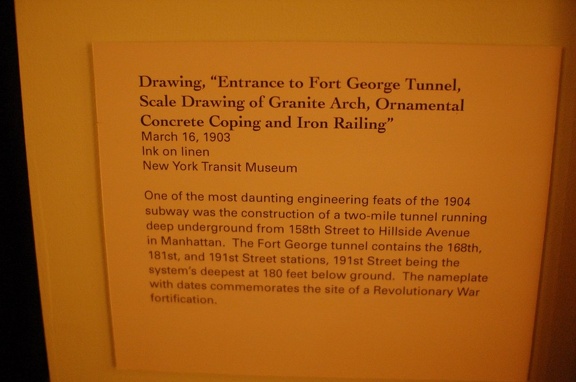 Drawing, “Entrance to Fort George Tunnel,
Scale Drawing of Granite Arch, Ornamental
Concrete Coping and Iron Railing”
March 16, 1903
Ink on linen
New York Transit Museum
One of the most daunting engineering feats of the 1904
subway was the construction of a two-mile tunnel running
deep underground from 158th Street to Hillside Avenue
in Manhattan. The Fort George tunnel contains the 168th,
181st, and 191st Street stations, 191st Street being the
system’s deepest at 180 feet below ground. The nameplate
with dates commemorates the site of a Revolutionary War
fortification.